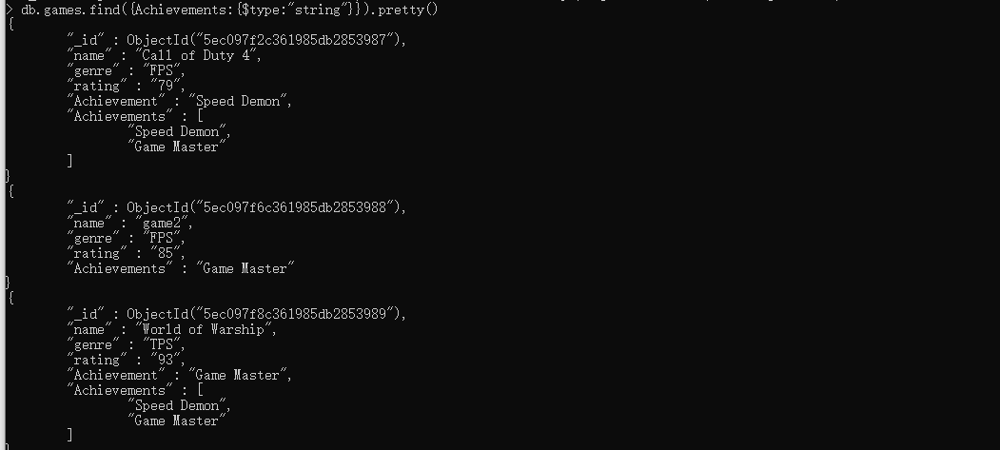 > db.games.find({Achievements:{$type:"string"}}).pretty()
{
        "_id" : ObjectId("5ec097f2c361985db2853987"),
        "name" : "Call of Duty 4",
        "genre" : "FPS",
        "rating" : "79",
        "Achievement" : "Speed Demon",
        "Achievements" : [
                "Speed Demon",
                "Game Master"
        ]
}
{
        "_id" : ObjectId("5ec097f6c361985db2853988"),
        "name" : "game2",
        "genre" : "FPS",
        "rating" : "85",
        "Achievements" : "Game Master"
}
{
        "_id" : ObjectId("5ec097f8c361985db2853989"),
        "name" : "World of Warship",
        "genre" : "TPS",
        "rating" : "93",
        "Achievement" : "Game Master",
        "Achievements" : [
                "Speed Demon",
                "Game Master"
        ]
}